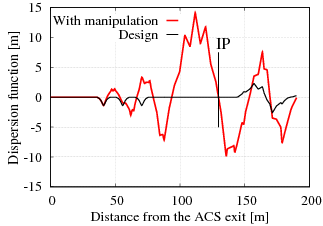 15
With manipulation
Design
10
IP
5
0
-5
-10
-15
Dispersion function [m]
0 50 100 150 200
Distance from the ACS exit [m]